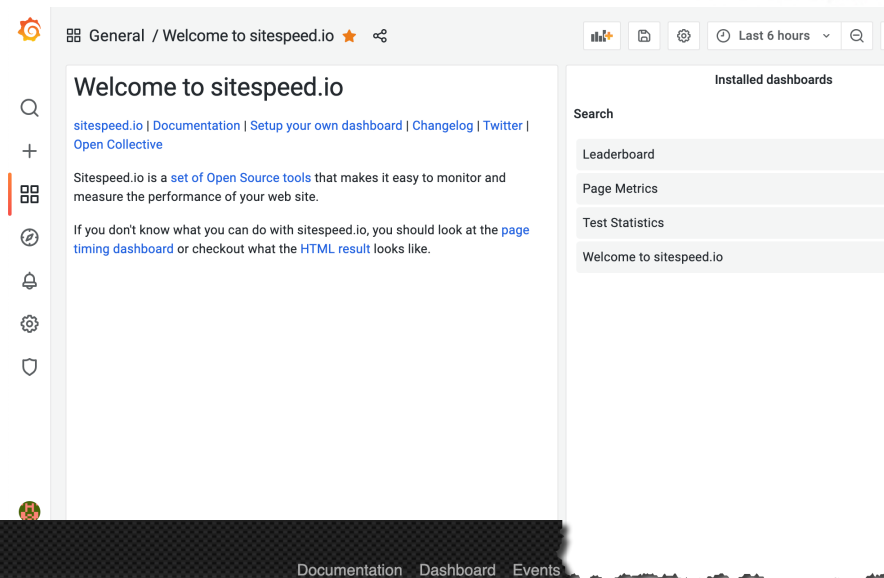 General / Welcome to sitespeed.io
Last 6 hours
Welcome to sitespeed.io
sitespeed.io | Documentation | Setup your own dashboard | Changelog | Twitter |
Open Collective
Sitespeed.io is a set of Open Source tools that makes it easy to monitor and
measure the performance of your web site.
If you don't know what you can do with sitespeed.io, you should look at the page
timing dashboard or checkout what the HTML result looks like.
Installed dashboards
Search
Leaderboard
Page Metrics
Test Statistics
Welcome to sitespeed.io
Documentation Dashboard Events